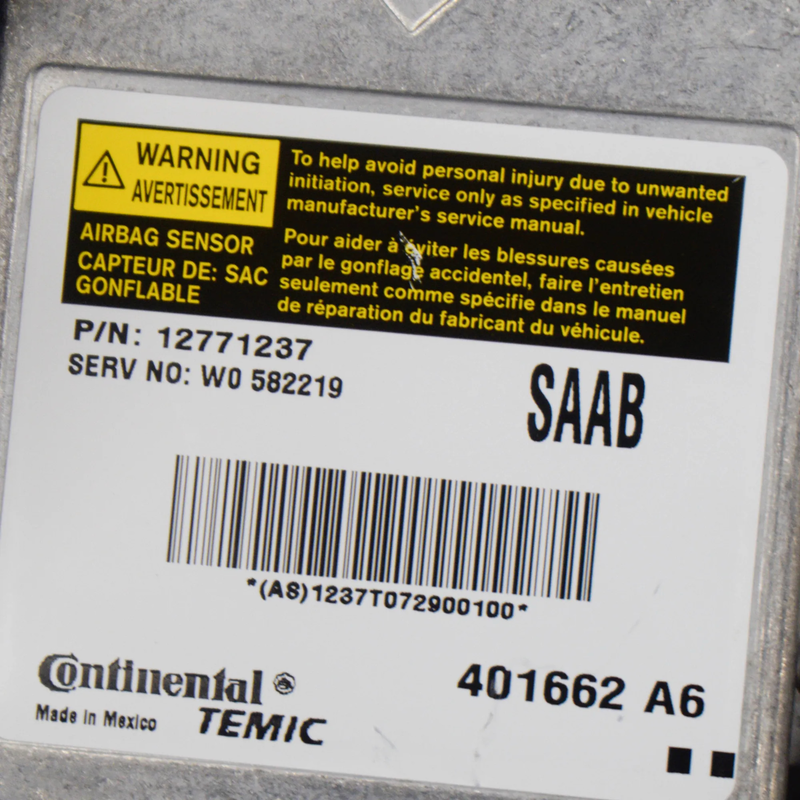 WARNING
AVERTISSEMENT
AIRBAG SENSOR
CAPTEUR DE: SAC
GONFLABLE
To help avoid personal injury due to unwanted
initiation, service only as specified in vehicle
manufacturer's service manual.
Pour aider à éviter les blessures causées
par le gonflage accidentel, faire l'entretien
seulement comme spécifie dans le manuel
de réparation du fabricant du véhicule.
P/N: 12771237
SERV NO: W0 582219
SAAB
*(AS)1237T072900100*
Continental
Made in Mexico TEMIC
401662 A6